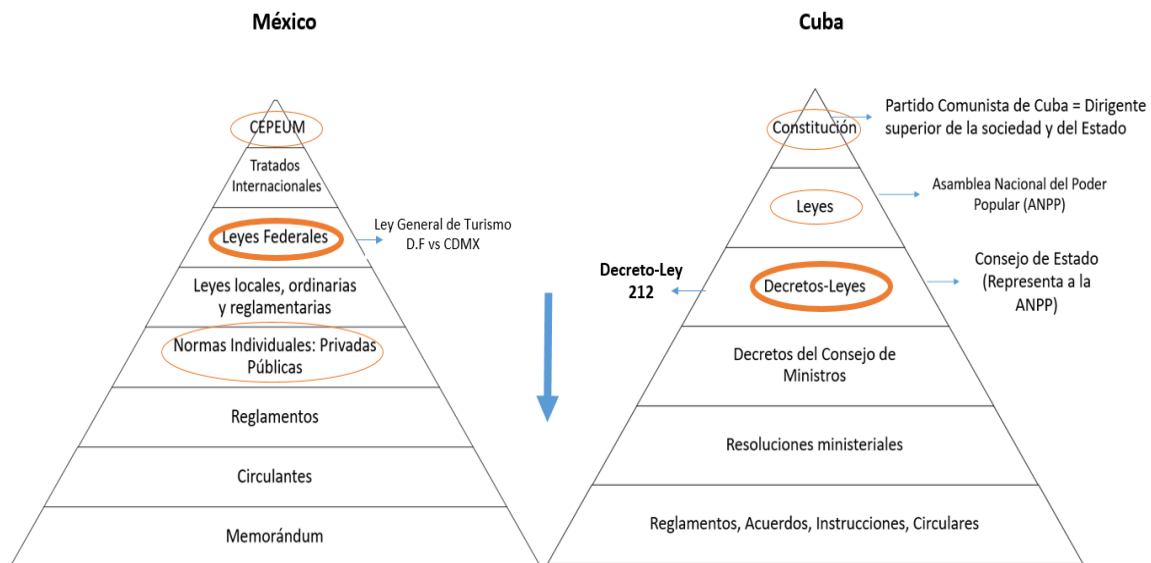 México
CEPEUM
Tratados
Internacionales
Leyes Federales
Ley General de Turismo
D.F vs CDMX
Leyes locales, ordinarias
y reglamentarias
Normas Individuales: Privadas
Públicas
Reglamentos
Circulantes
Memorándum
Cuba
Constitución
Partido Comunista de Cuba = Dirigente
superior de la sociedad y del Estado
Leyes
Asamblea Nacional del Poder
Popular (ANPP)
Decreto-Ley
212
Decretos-Leyes
Consejo de Estado
(Representa a la
ANPP)
Decretos del Consejo de
Ministros
Resoluciones ministeriales
Reglamentos, Acuerdos, Instrucciones, Circulares